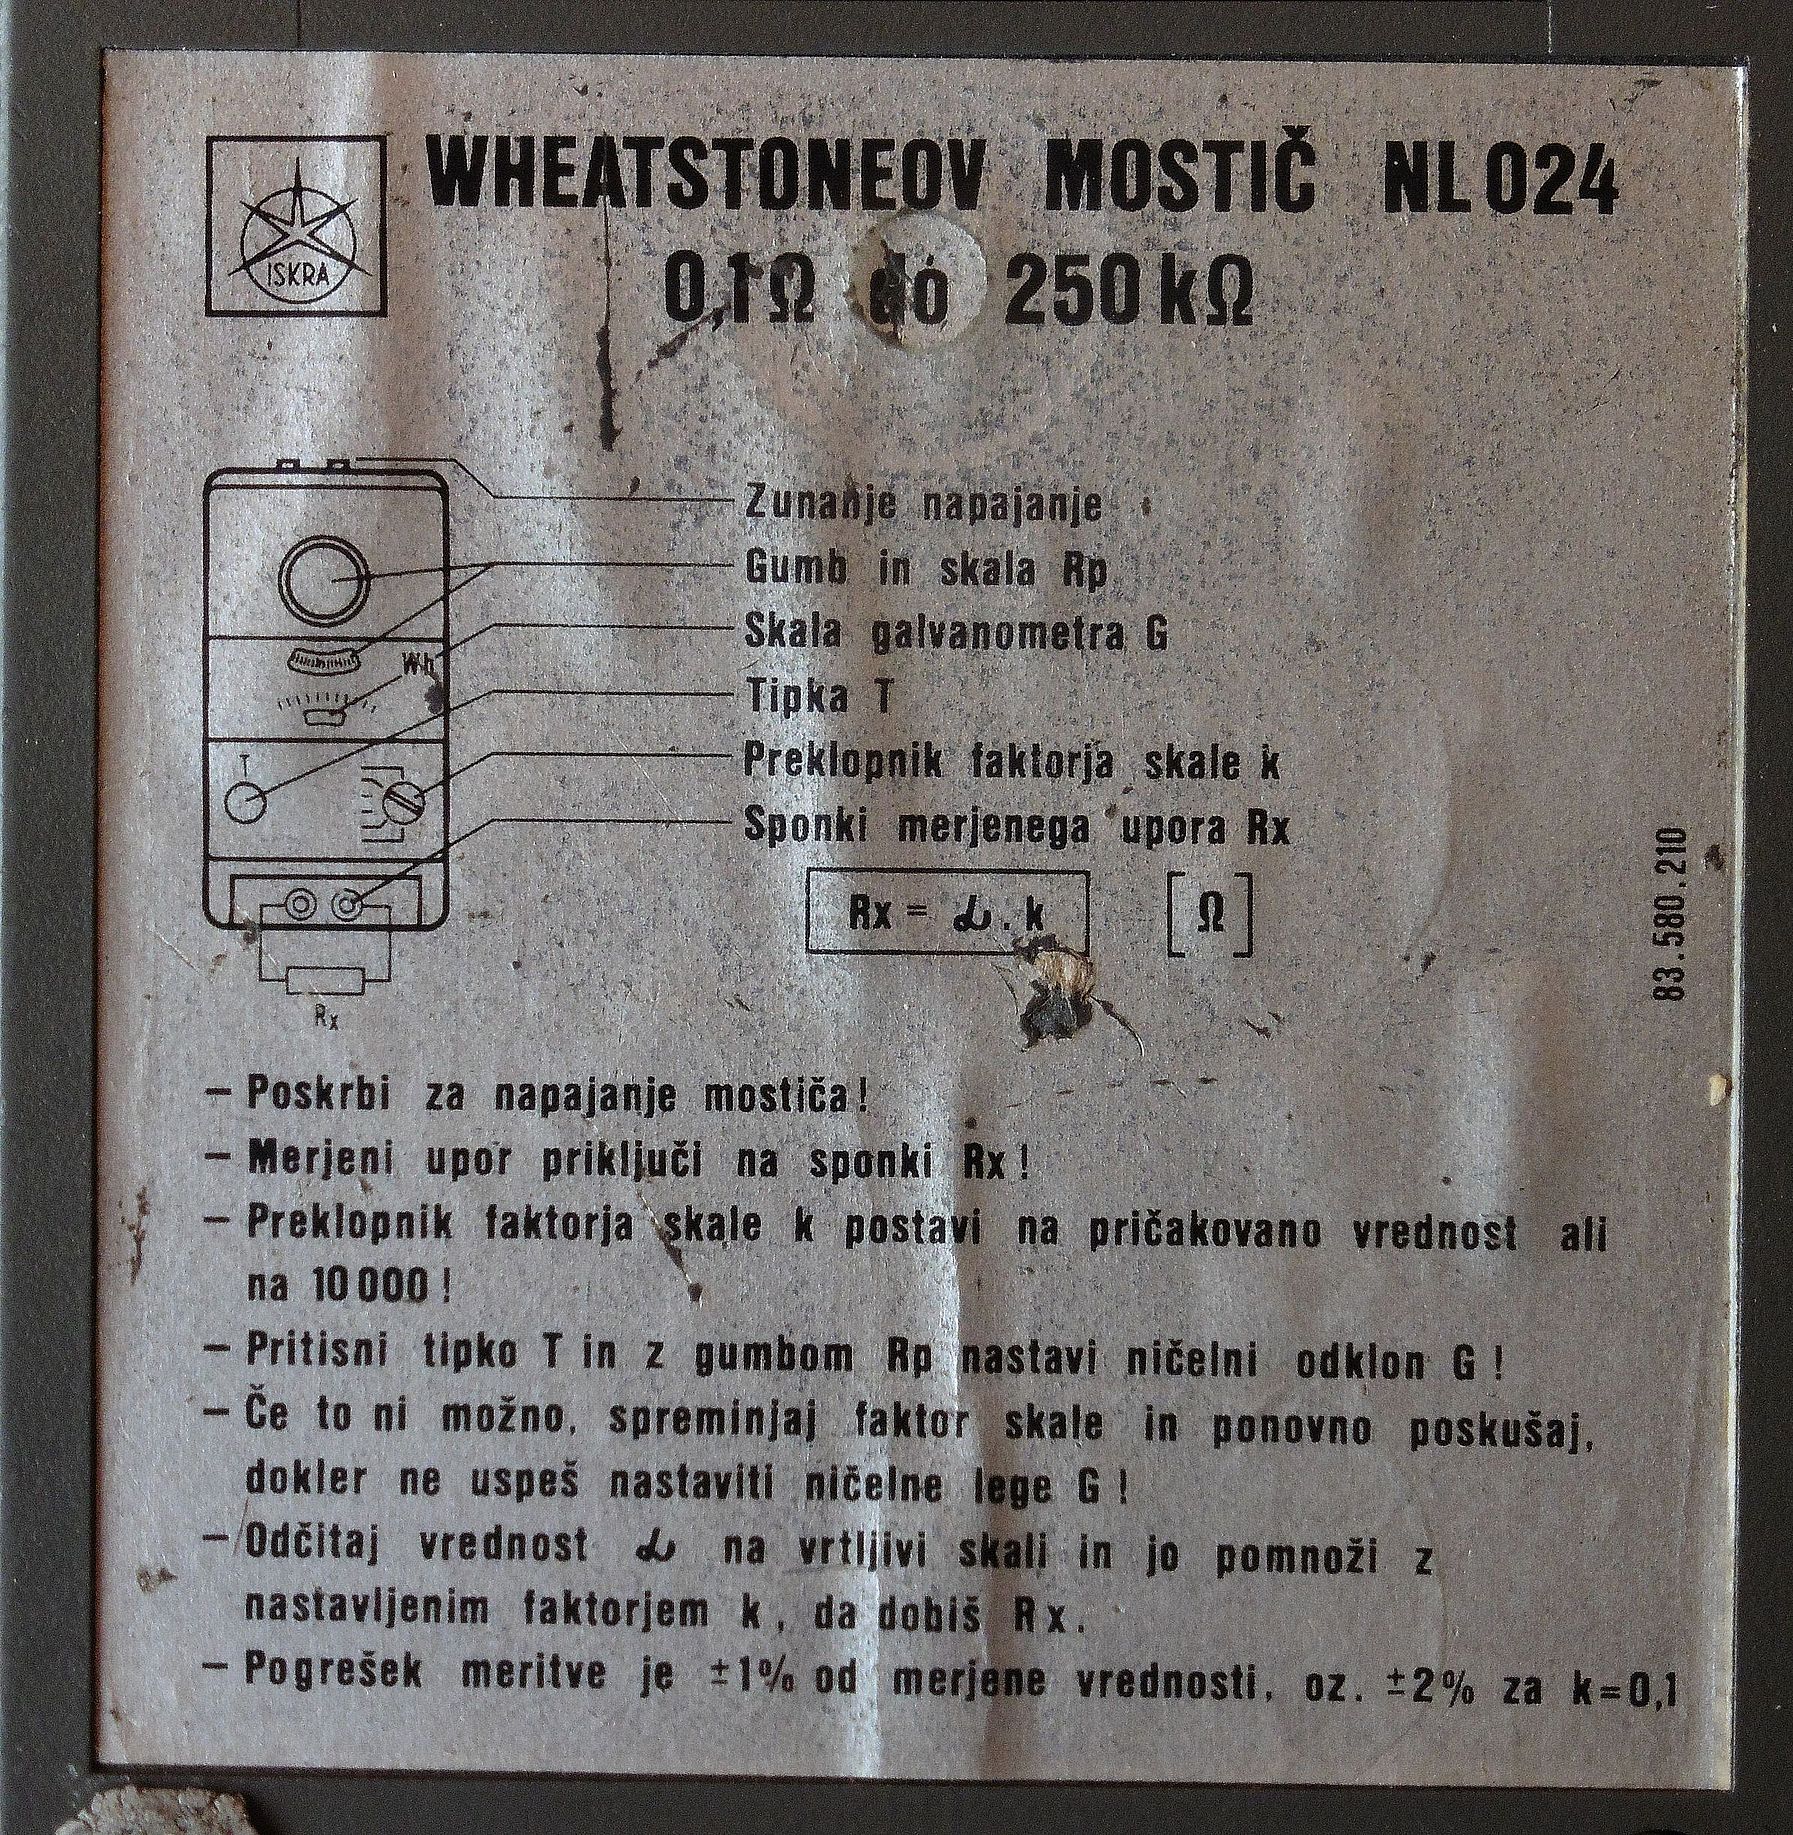 ISKRA
WHEATSTONEOV MOSTIČ NL024
0,1Ω do 250kΩ
Zunanje napajanje
Gumb in skala Rp
Skala galvanometra G
Wh
Tipka T
T
Preklopnik faktorja skale k
Sponki merjenega upora Rx
Rx = α . k [Ω]
83.580.210
Rx
– Poskrbi za napajanje mostiča!
– Merjeni upor priključi na sponki Rx!
– Preklopnik faktorja skale k postavi na pričakovano vrednost ali
na 10 000!
– Pritisni tipko T in z gumbom Rp nastavi ničelni odklon G!
– Če to ni možno, spreminjaj faktor skale in ponovno poskušaj,
dokler ne uspeš nastaviti ničelne lege G!
– Odčitaj vrednost α na vrtljivi skali in jo pomnoži z
nastavljenim faktorjem k, da dobiš Rx.
– Pogrešek meritve je ±1% od merjene vrednosti, oz. ±2% za k=0,1